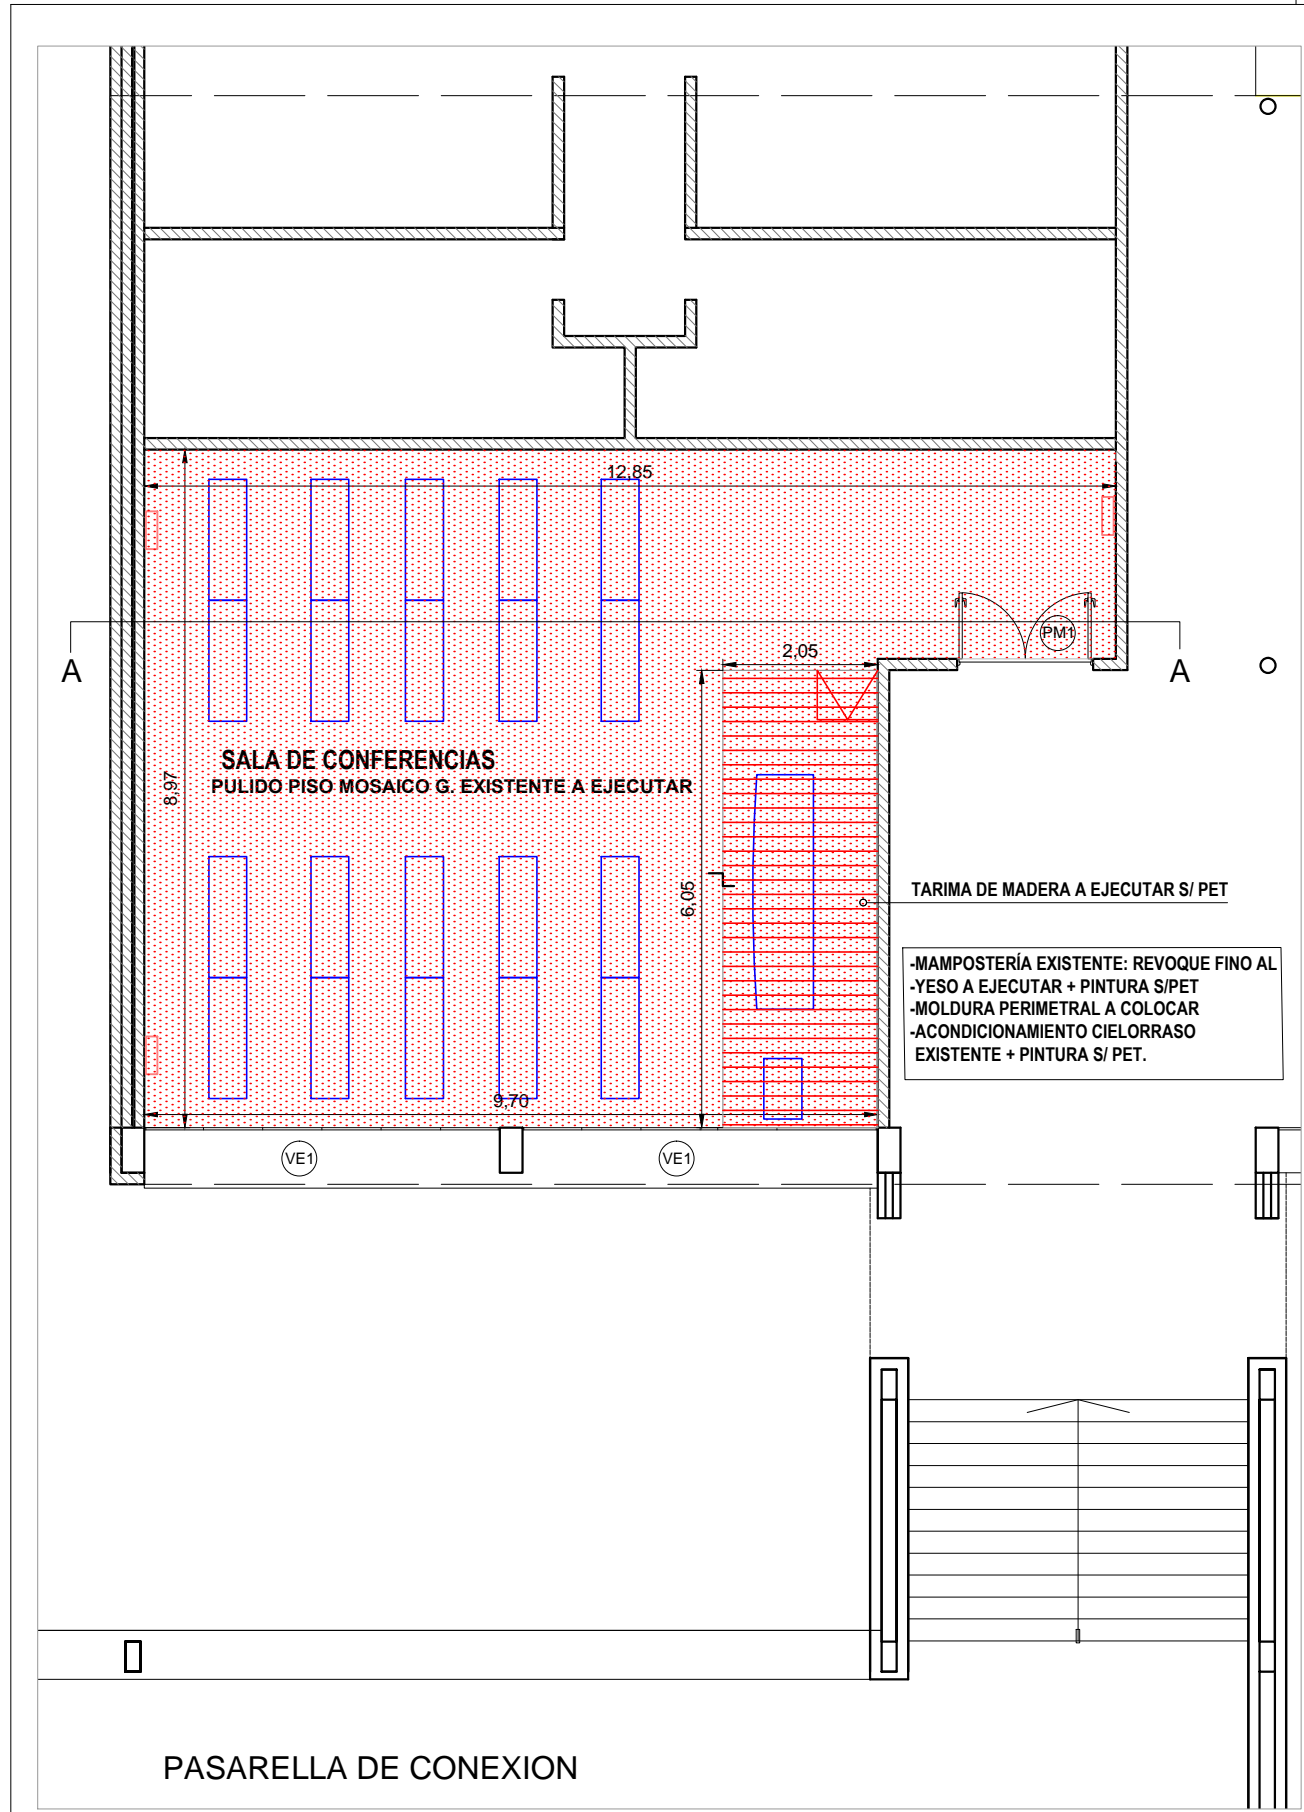 12,85
PM1
2,05
A
A
SALA DE CONFERENCIAS
PULIDO PISO MOSAICO G. EXISTENTE A EJECUTAR
8,97
6,05
TARIMA DE MADERA A EJECUTAR S/ PET
-MAMPOSTERÍA EXISTENTE: REVOQUE FINO AL
-YESO A EJECUTAR + PINTURA S/PET
-MOLDURA PERIMETRAL A COLOCAR
-ACONDICIONAMIENTO CIELORRASO
EXISTENTE + PINTURA S/ PET.
9,70
VE1
VE1
PASARELLA DE CONEXION